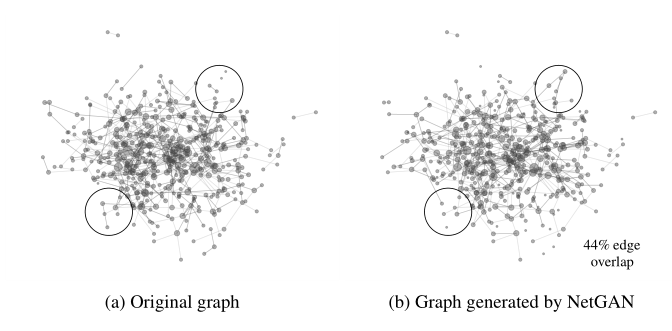 44% edge
overlap
(a) Original graph
(b) Graph generated by NetGAN